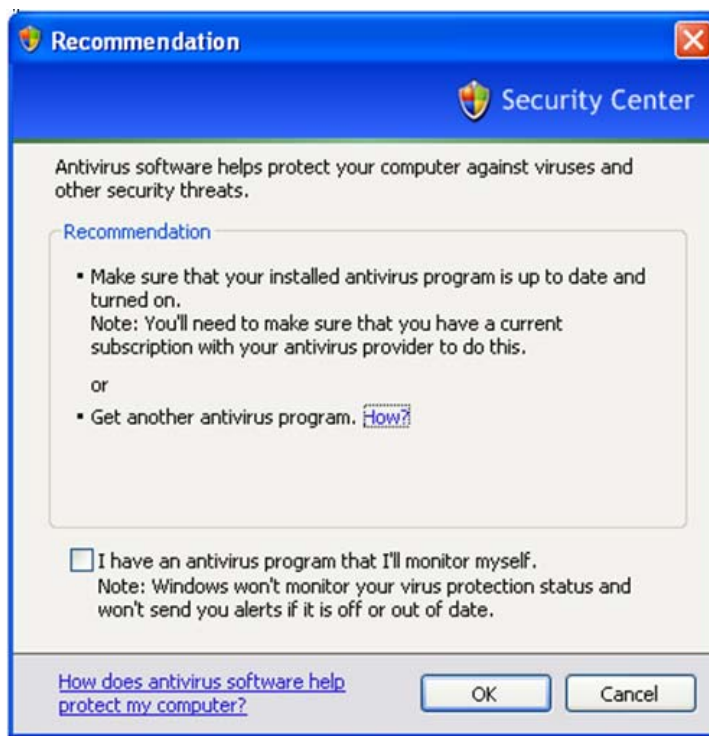 Recommendation
Security Center
Antivirus software helps protect your computer against viruses and
other security threats.
Recommendation
▪ Make sure that your installed antivirus program is up to date and
turned on.
Note: You'll need to make sure that you have a current
subscription with your antivirus provider to do this.
or
▪ Get another antivirus program. How?
I have an antivirus program that I'll monitor myself.
Note: Windows won't monitor your virus protection status and
won't send you alerts if it is off or out of date.
How does antivirus software help
protect my computer?
OK
Cancel